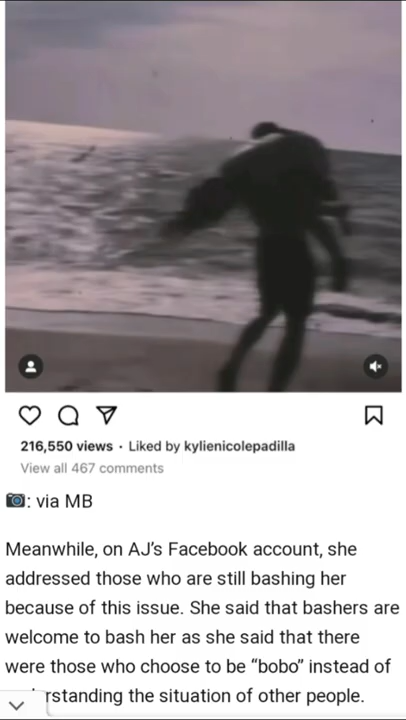 216,550 views · Liked by kylienicolepadilla
View all 467 comments
📷: via MB
Meanwhile, on AJ’s Facebook account, she
addressed those who are still bashing her
because of this issue. She said that bashers are
welcome to bash her as she said that there
were those who choose to be “bobo” instead of
rstanding the situation of other people.